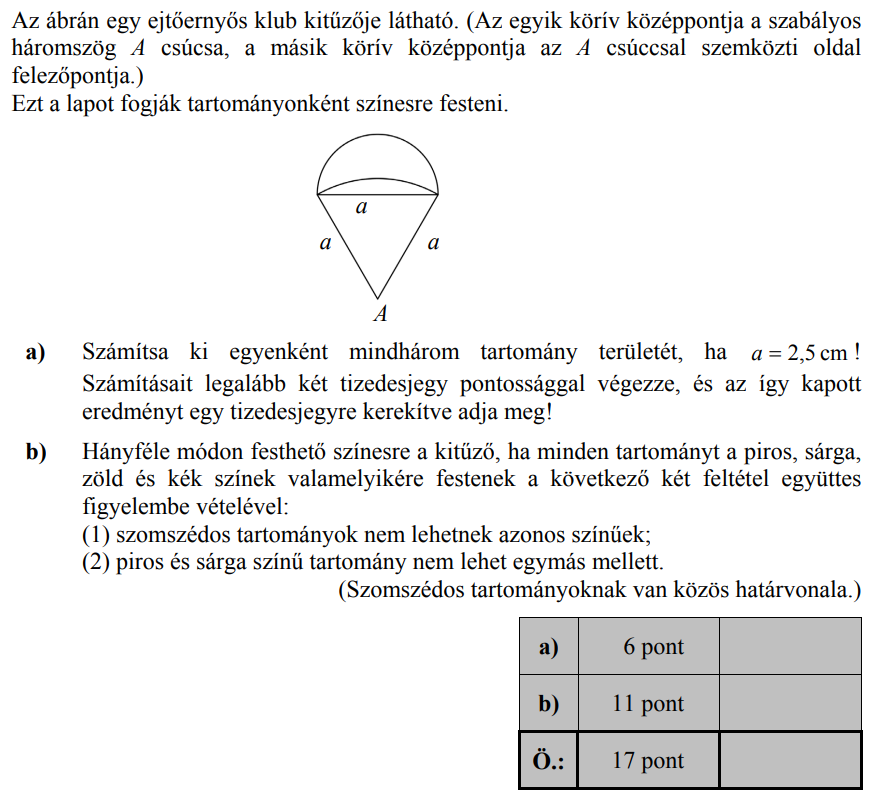 Az ábrán egy ejtőernyős klub kitűzője látható. (Az egyik körív középpontja a szabályos
háromszög A csúcsa, a másik körív középpontja az A csúccsal szemközti oldal
felezőpontja.)
Ezt a lapot fogják tartományonként színesre festeni.
a
a a
A
a) Számítsa ki egyenként mindhárom tartomány területét, ha a = 2,5 cm !
Számításait legalább két tizedesjegy pontossággal végezze, és az így kapott
eredményt egy tizedesjegyre kerekítve adja meg!
b) Hányféle módon festhető színesre a kitűző, ha minden tartományt a piros, sárga,
zöld és kék színek valamelyikére festenek a következő két feltétel együttes
figyelembe vételével:
(1) szomszédos tartományok nem lehetnek azonos színűek;
(2) piros és sárga színű tartomány nem lehet egymás mellett.
(Szomszédos tartományoknak van közös határvonala.)
a) 6 pont
b) 11 pont
Ö.: 17 pont